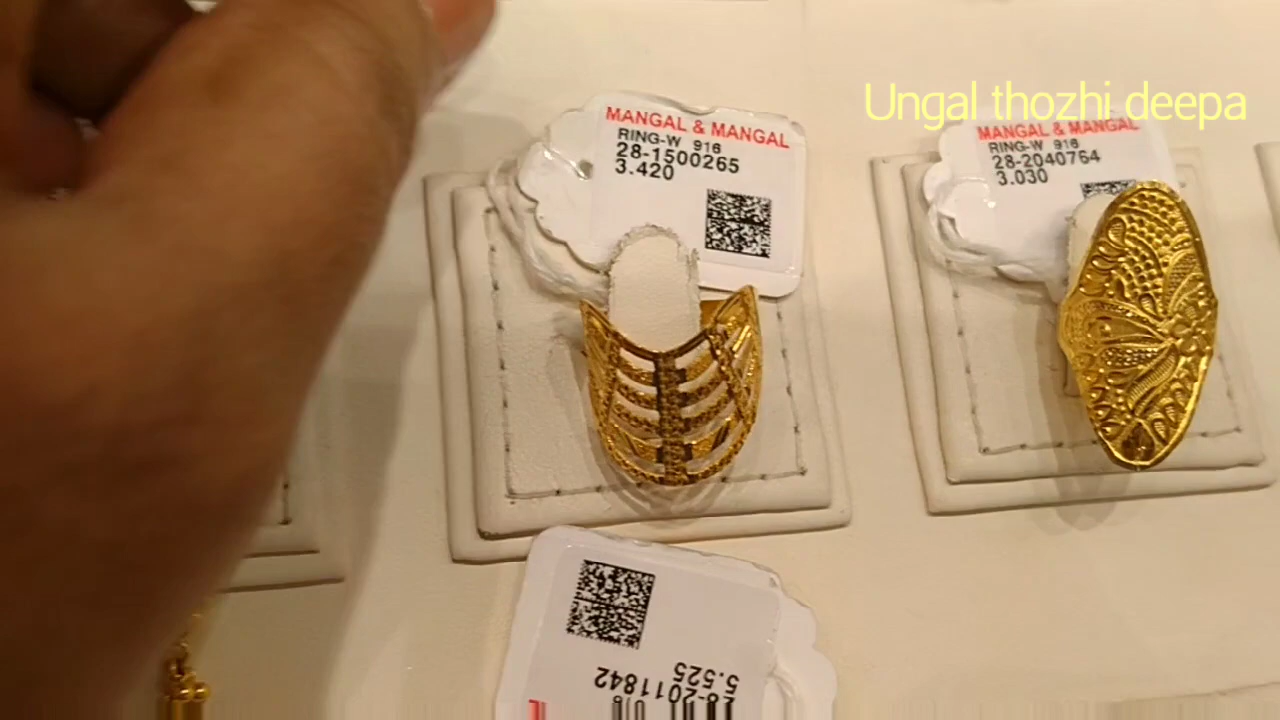 Ungal thozhi deepa
MANGAL & MANGAL
RING-W 916
28-1500265
3.420
MANGAL & MANGAL
RING-W 916
28-2040764
3.030
5.525
28-2011842